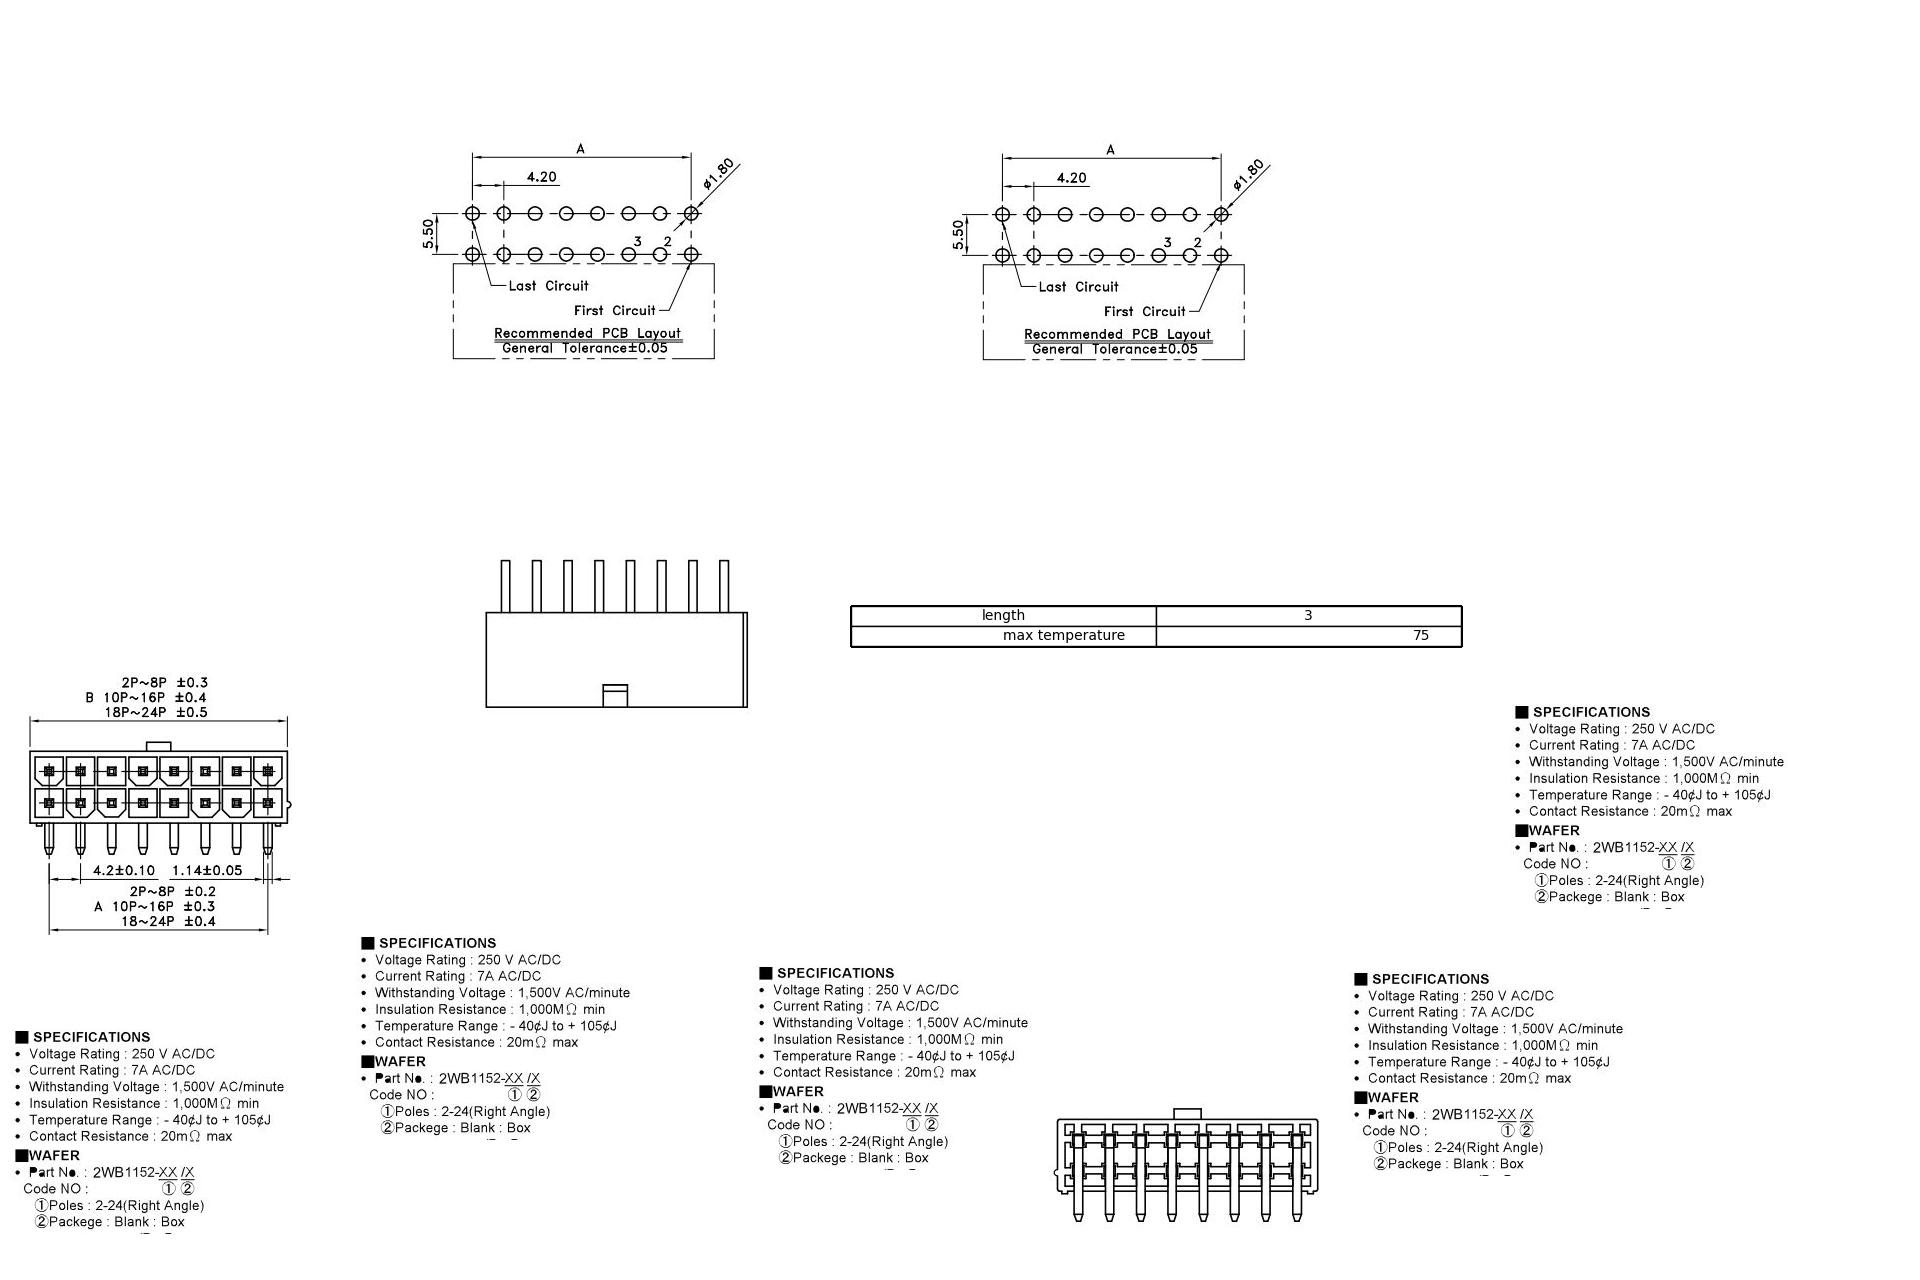 A
4.20
ø1.80
5.50
3 2
Last Circuit
First Circuit
Recommended PCB Layout
General Tolerance±0.05
A
4.20
ø1.80
5.50
3 2
Last Circuit
First Circuit
Recommended PCB Layout
General Tolerance±0.05
length 3
max temperature 75
2P~8P ±0.3
B 10P~16P ±0.4
18P~24P ±0.5
4.2±0.10 1.14±0.05
2P~8P ±0.2
A 10P~16P ±0.3
18~24P ±0.4
■ SPECIFICATIONS
• Voltage Rating : 250 V AC/DC
• Current Rating : 7A AC/DC
• Withstanding Voltage : 1,500V AC/minute
• Insulation Resistance : 1,000MΩ min
• Temperature Range : - 40¢J to + 105¢J
• Contact Resistance : 20mΩ max
■WAFER
• Part No. : 2WB1152-XX /X
Code NO : ① ②
①Poles : 2-24(Right Angle)
②Packege : Blank : Box
■ SPECIFICATIONS
• Voltage Rating : 250 V AC/DC
• Current Rating : 7A AC/DC
• Withstanding Voltage : 1,500V AC/minute
• Insulation Resistance : 1,000MΩ min
• Temperature Range : - 40¢J to + 105¢J
• Contact Resistance : 20mΩ max
■WAFER
• Part No. : 2WB1152-XX /X
Code NO : ① ②
①Poles : 2-24(Right Angle)
②Packege : Blank : Box
■ SPECIFICATIONS
• Voltage Rating : 250 V AC/DC
• Current Rating : 7A AC/DC
• Withstanding Voltage : 1,500V AC/minute
• Insulation Resistance : 1,000MΩ min
• Temperature Range : - 40¢J to + 105¢J
• Contact Resistance : 20mΩ max
■WAFER
• Part No. : 2WB1152-XX /X
Code NO : ① ②
①Poles : 2-24(Right Angle)
②Packege : Blank : Box
■ SPECIFICATIONS
• Voltage Rating : 250 V AC/DC
• Current Rating : 7A AC/DC
• Withstanding Voltage : 1,500V AC/minute
• Insulation Resistance : 1,000MΩ min
• Temperature Range : - 40¢J to + 105¢J
• Contact Resistance : 20mΩ max
■WAFER
• Part No. : 2WB1152-XX /X
Code NO : ① ②
①Poles : 2-24(Right Angle)
②Packege : Blank : Box
■ SPECIFICATIONS
• Voltage Rating : 250 V AC/DC
• Current Rating : 7A AC/DC
• Withstanding Voltage : 1,500V AC/minute
• Insulation Resistance : 1,000MΩ min
• Temperature Range : - 40¢J to + 105¢J
• Contact Resistance : 20mΩ max
■WAFER
• Part No. : 2WB1152-XX /X
Code NO : ① ②
①Poles : 2-24(Right Angle)
②Packege : Blank : Box